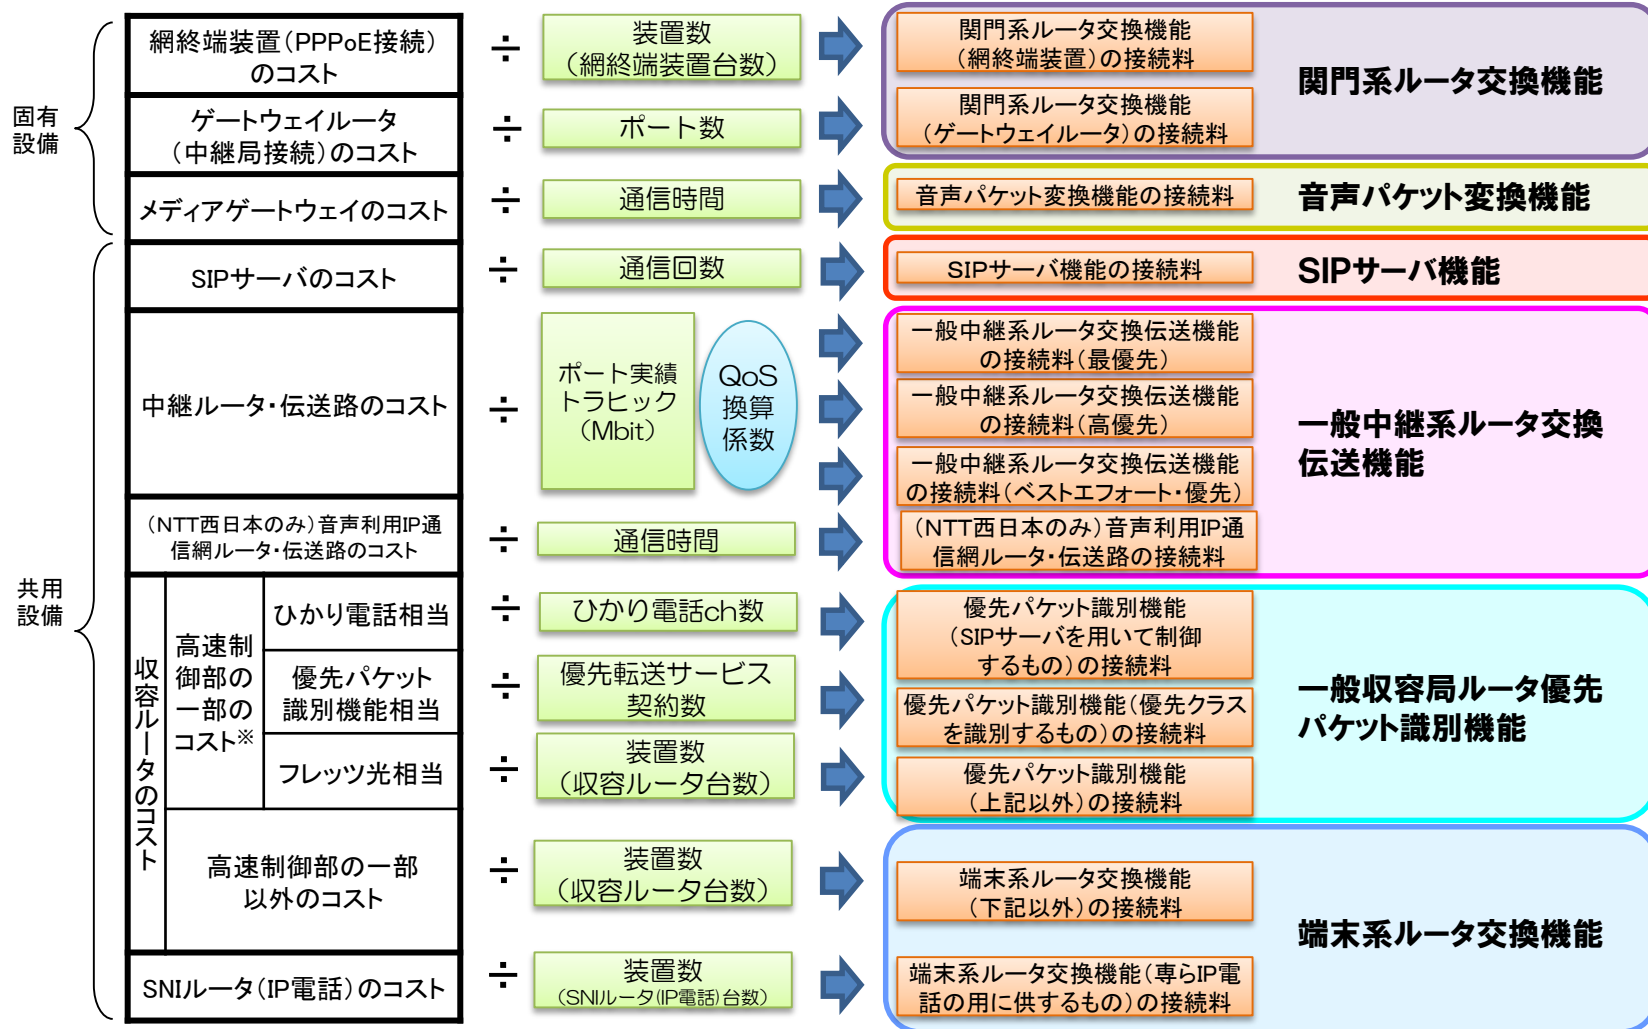 固有
設備
網終端装置(PPPoE接続)
のコスト
÷
装置数
(網終端装置台数)
関門系ルータ交換機能
(網終端装置)の接続料
ゲートウェイルータ
(中継局接続)のコスト
÷
ポート数
関門系ルータ交換機能
(ゲートウェイルータ)の接続料
関門系ルータ交換機能
メディアゲートウェイのコスト
÷
通信時間
音声パケット変換機能の接続料
音声パケット変換機能
共用
設備
SIPサーバのコスト
÷
通信回数
SIPサーバ機能の接続料
SIPサーバ機能
中継ルータ・伝送路のコスト
÷
ポート実績
トラヒック
(Mbit)
QoS
換算
係数
一般中継系ルータ交換伝送機能
の接続料(最優先)
一般中継系ルータ交換伝送機能
の接続料(高優先)
一般中継系ルータ交換伝送機能
の接続料(ベストエフォート・優先)
(NTT西日本のみ)音声利用IP通
信網ルータ・伝送路のコスト
÷
通信時間
(NTT西日本のみ)音声利用IP通
信網ルータ・伝送路の接続料
一般中継系ルータ交換
伝送機能
収容ルータのコスト
高速制
御部の
一部の
コスト※
ひかり電話相当
÷
ひかり電話ch数
優先パケット識別機能
(SIPサーバを用いて制御
するもの)の接続料
優先パケット
識別機能相当
÷
優先転送サービス
契約数
優先パケット識別機能(優先クラス
を識別するもの)の接続料
フレッツ光相当
÷
装置数
(収容ルータ台数)
優先パケット識別機能
(上記以外)の接続料
一般収容局ルータ優先
パケット識別機能
高速制御部の一部
以外のコスト
÷
装置数
(収容ルータ台数)
端末系ルータ交換機能
(下記以外)の接続料
SNIルータ(IP電話)のコスト
÷
装置数
(SNIルータ(IP電話)台数)
端末系ルータ交換機能(専らIP電
話の用に供するもの)の接続料
端末系ルータ交換機能